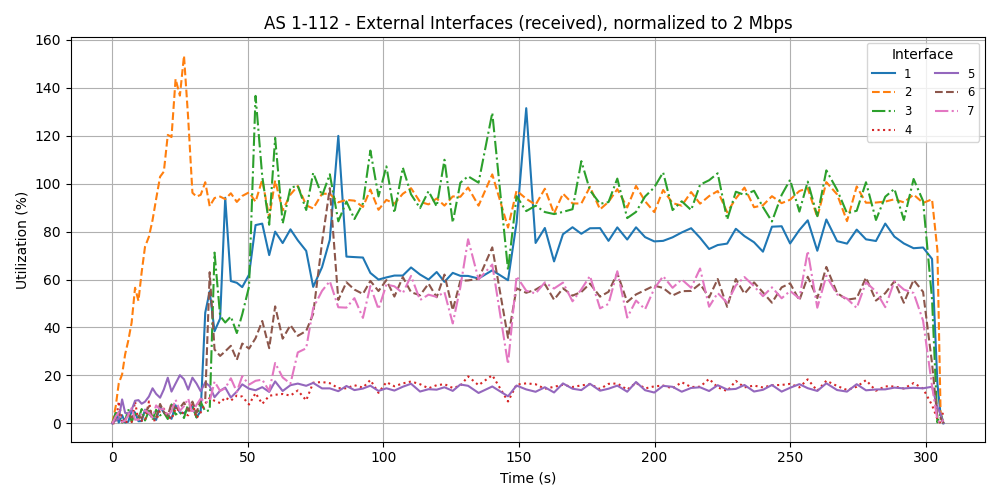 AS 1-112 - External Interfaces (received), normalized to 2 Mbps
Utilization (%)
160
140
120
100
80
60
40
20
0
0 50 100 150 200 250 300
Time (s)
Interface
1 5
2 6
3 7
4